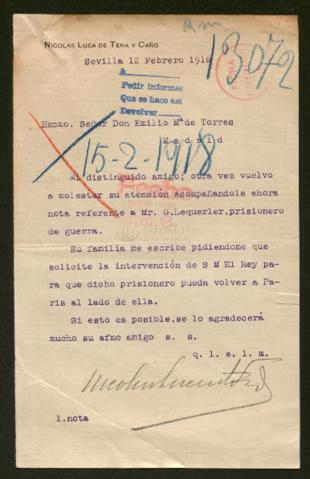 NICOLAS LUCA DE TENA Y CAÑO
Sevilla 12 Febrero 1918
13072
A
Pedir informes
Que se hace así
Devolver
Exomo. Señor Don Emilio Mª de Torres
Madrid
15-2-1918
Mi distinguido amigo; otra vez vuelvo
a molestar su atención acompañandole ahora
nota referente a Mr. G.Lequerler,prisionero
de guerra.
Su familia me escribe pidiendome que
solicite la intervención de S M El Rey pa-
ra que dicho prisionero pueda volver a Pa-
ris al lado de ella.
Si esto es posible,se lo agradecerá
mucho su afmo amigo s. s.
q. l. e. l. m.
1.nota